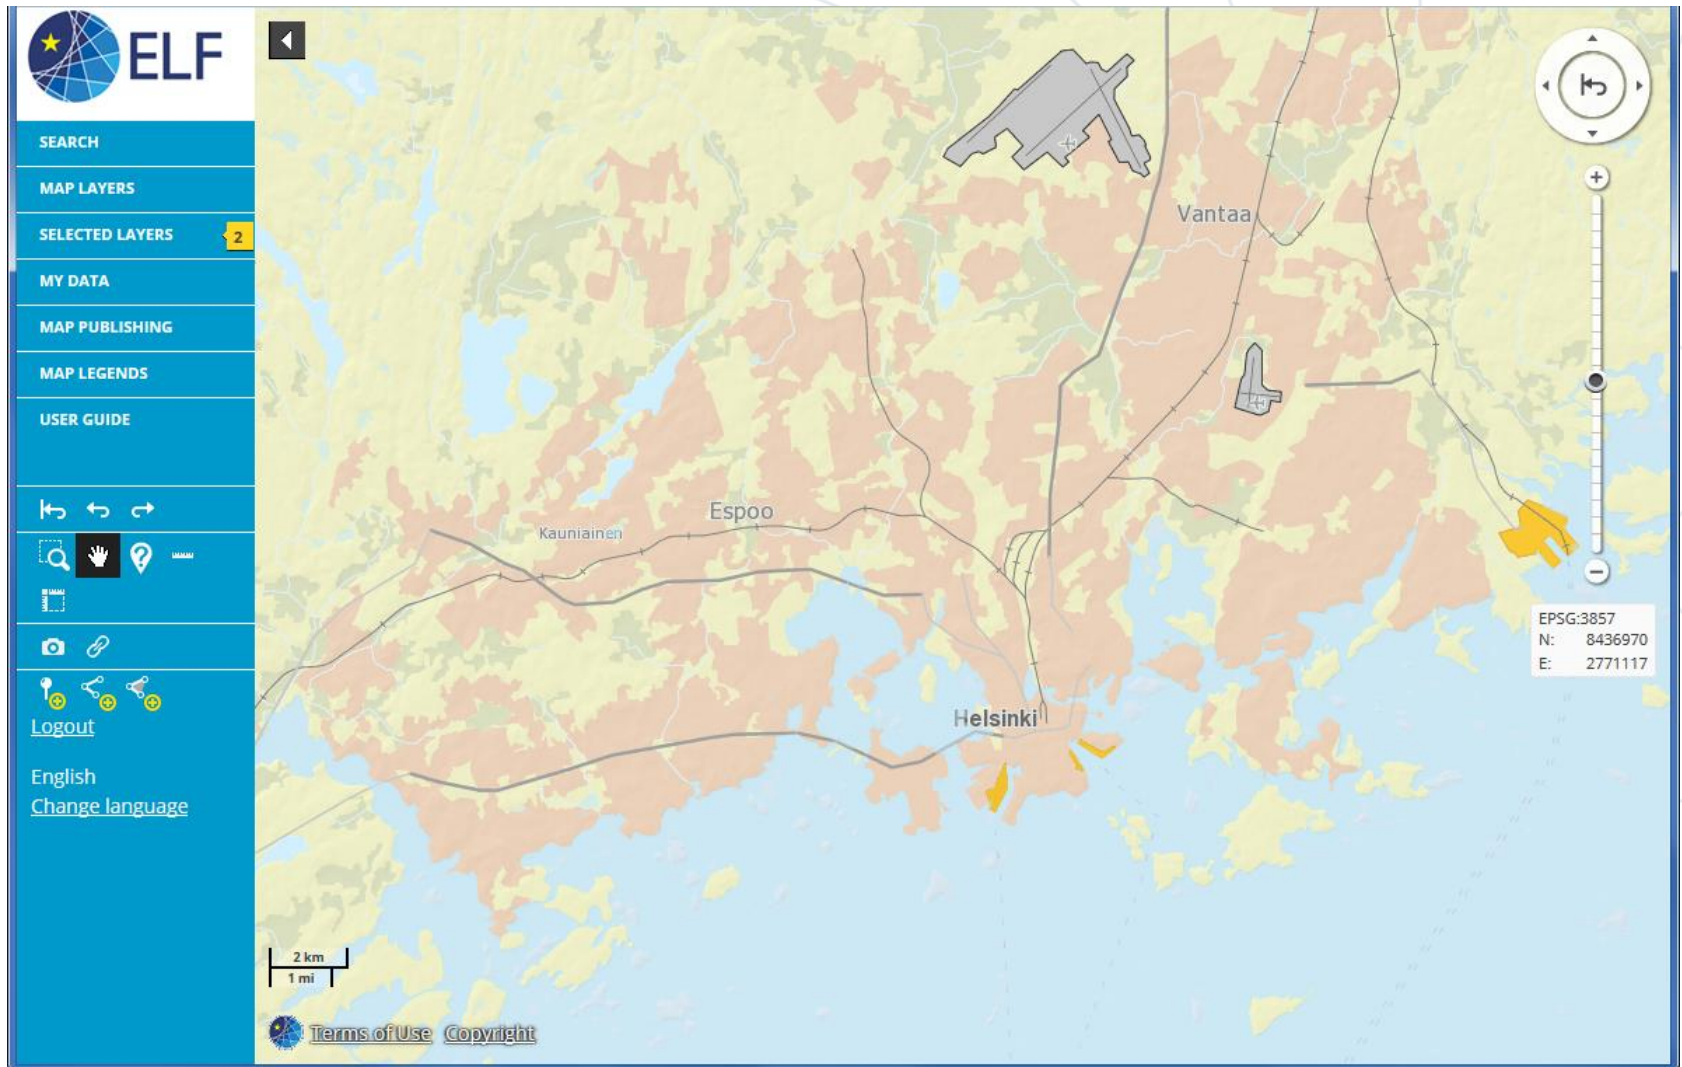 ELF
SEARCH
MAP LAYERS
SELECTED LAYERS 2
MY DATA
MAP PUBLISHING
MAP LEGENDS
USER GUIDE
Logout
English
Change language
Vantaa
Espoo
Kauniainen
Helsinki
EPSG:3857
N: 8436970
E: 2771117
2 km
1 mi
Terms of Use Copyright